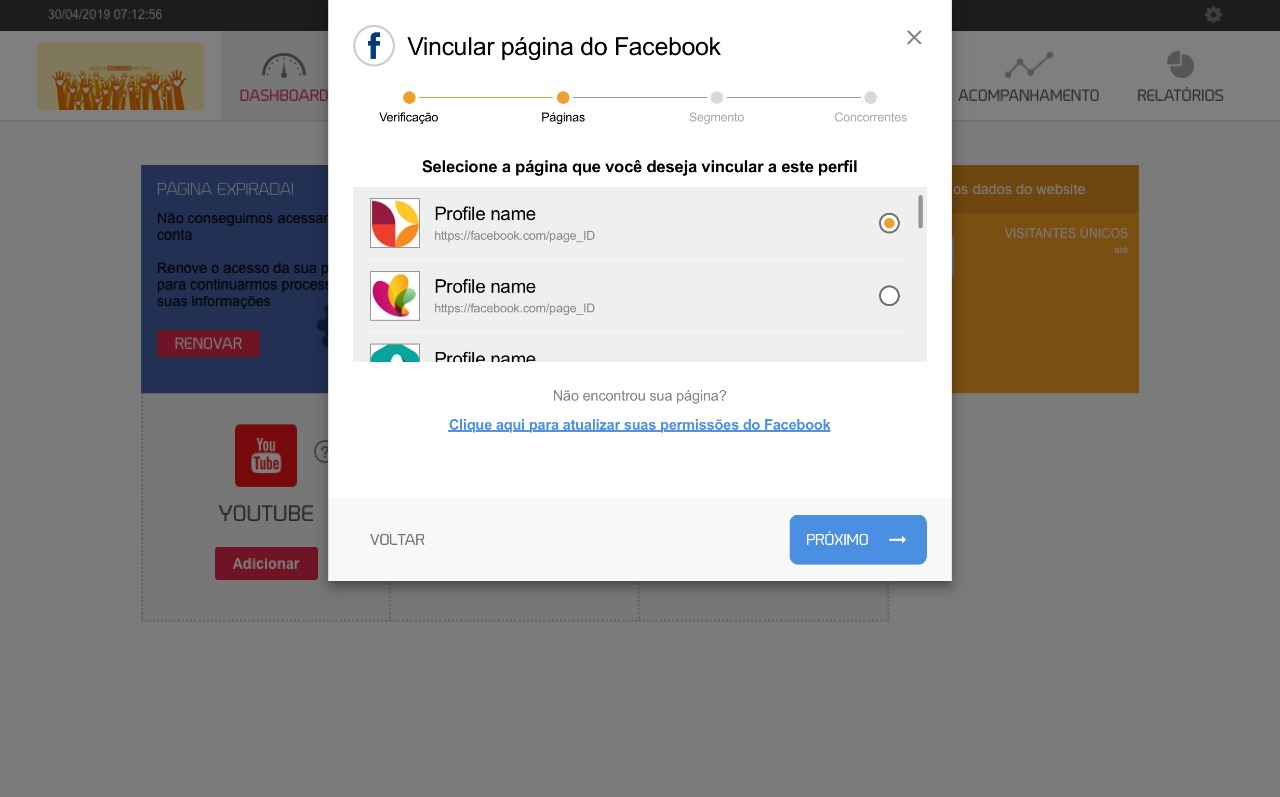 30/04/2019 07:12:56
DASHBOARD
ACOMPANHAMENTO
RELATÓRIOS
f
Vincular página do Facebook
Verificação
Páginas
Segmento
Concorrentes
Selecione a página que você deseja vincular a este perfil
Profile name
https://facebook.com/page_ID
Profile name
https://facebook.com/page_ID
Profile name
Não encontrou sua página?
Clique aqui para atualizar suas permissões do Facebook
VOLTAR
PRÓXIMO
PÁGINA EXPIRADA!
Não conseguimos acessar
conta
Renove o acesso da sua p
para continuarmos process
suas informações
RENOVAR
os dados do website
VISITANTES ÚNICOS
até
You
Tube
?
YOUTUBE
Adicionar